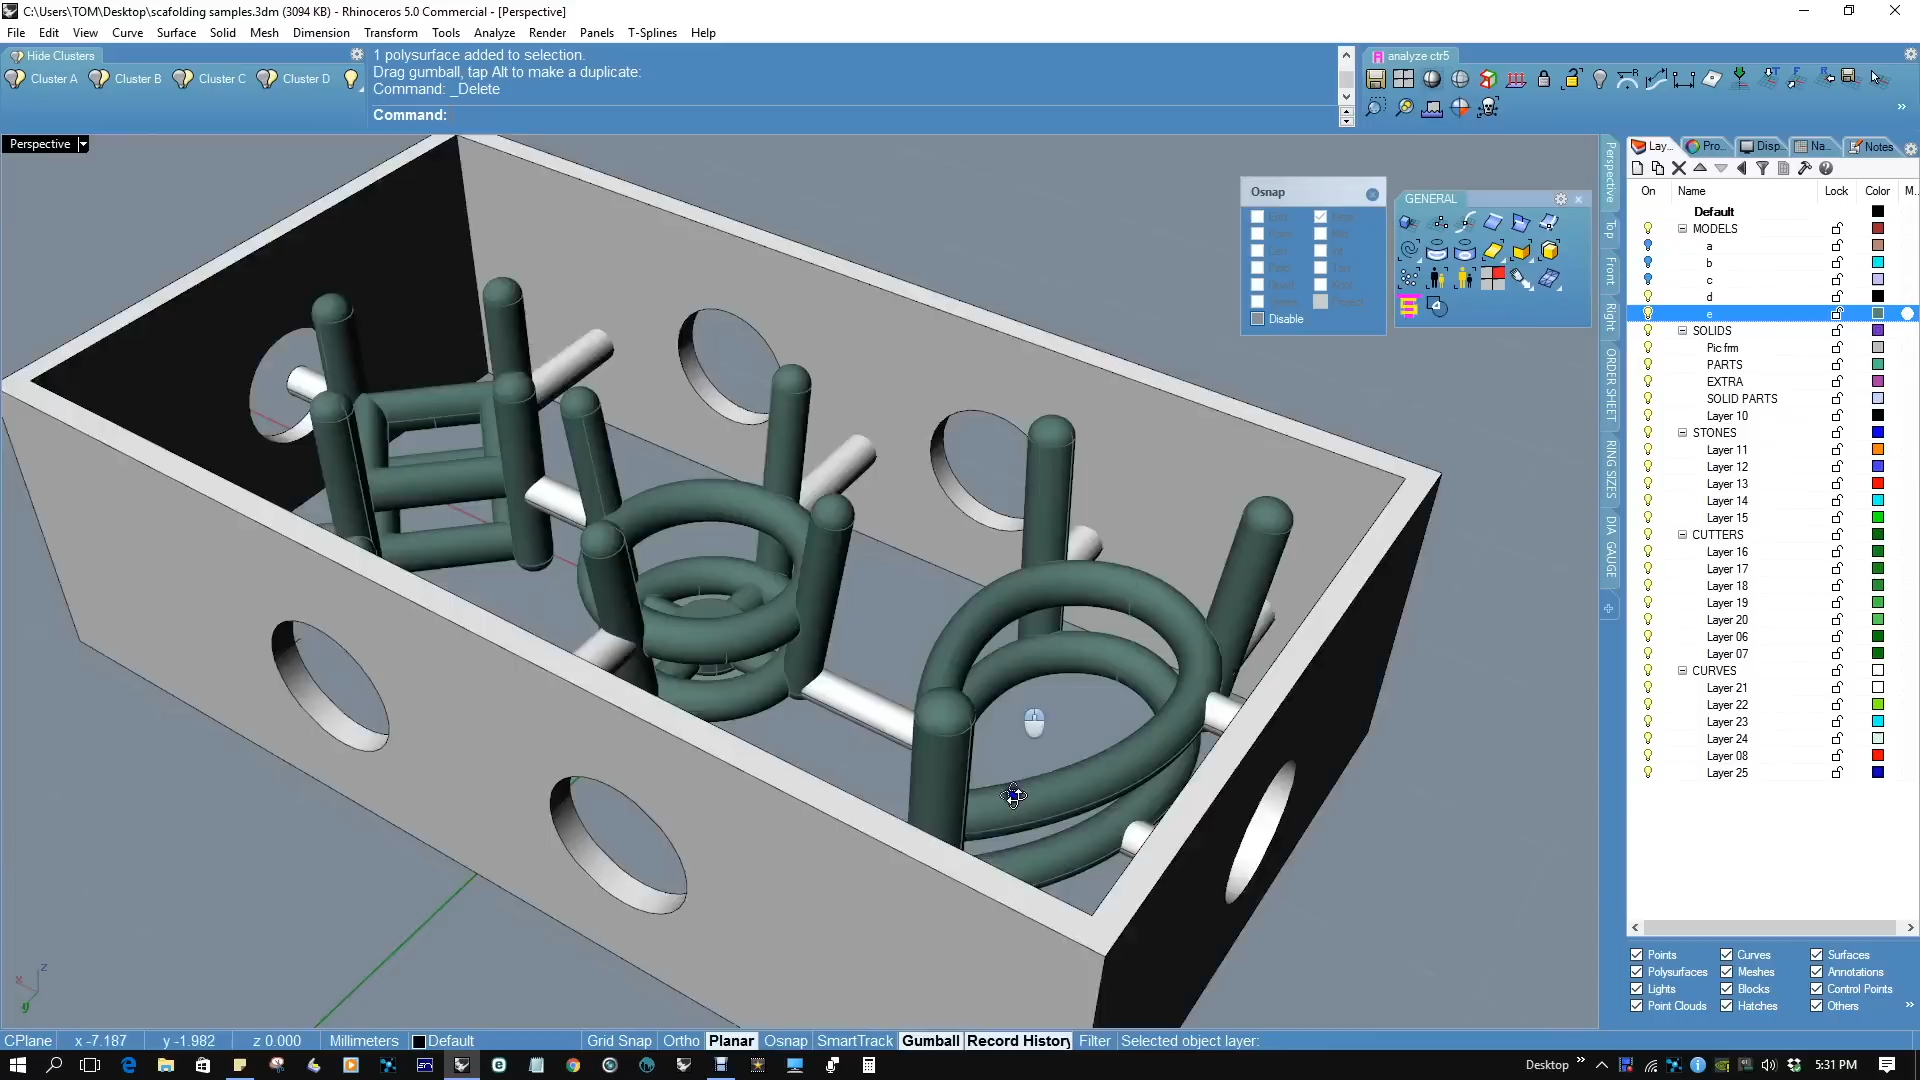 C:\Users\TOM\Desktop\scafolding samples.3dm (3094 KB) - Rhinoceros 5.0 Commercial - [Perspective]
File Edit View Curve Surface Solid Mesh Dimension Transform Tools Analyze Render Panels T-Splines Help
Hide Clusters
Cluster A Cluster B Cluster C Cluster D
1 polysurface added to selection.
Drag gumball, tap Alt to make a duplicate:
Command: _Delete
Command:
analyze ctr5
Perspective
Osnap
Disable
GENERAL
Perspective
Top
Front
Right
ORDER SHEET
RING SIZES
DIA GAUGE
Lay... Pro... Disp... Na... Notes
On Name Lock Color M...
Default
MODELS
a
b
c
d
e
SOLIDS
Pic frm
PARTS
EXTRA
SOLID PARTS
Layer 10
STONES
Layer 11
Layer 12
Layer 13
Layer 14
Layer 15
CUTTERS
Layer 16
Layer 17
Layer 18
Layer 19
Layer 20
Layer 06
Layer 07
CURVES
Layer 21
Layer 22
Layer 23
Layer 24
Layer 08
Layer 25
Points Curves Surfaces
Polysurfaces Meshes Annotations
Lights Blocks Control Points
Point Clouds Hatches Others
z
x
y
CPlane x -7.187 y -1.982 z 0.000 Millimeters Default Grid Snap Ortho Planar Osnap SmartTrack Gumball Record History Filter Selected object layer:
Desktop 5:31 PM